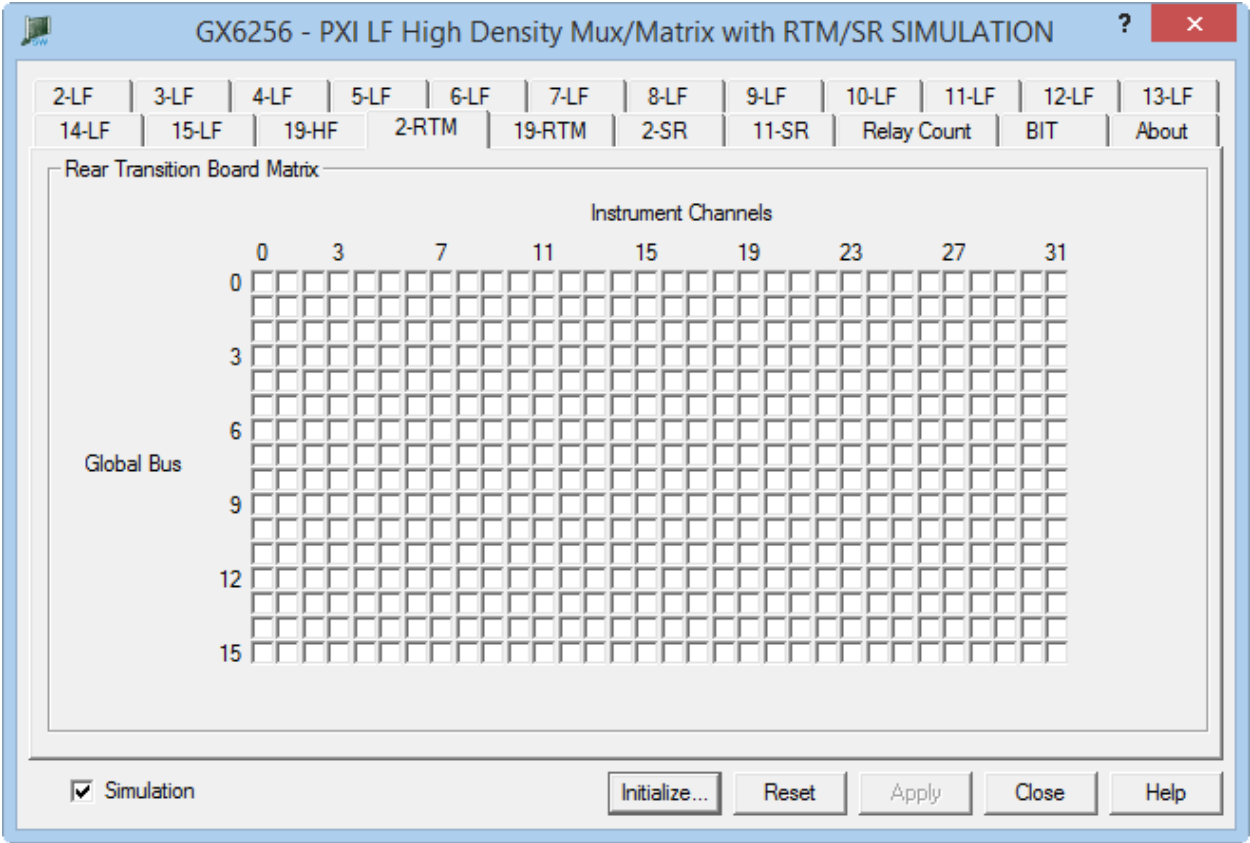 GX6256 - PXI LF High Density Mux/Matrix with RTM/SR SIMULATION ?
2-LF 3-LF 4-LF 5-LF 6-LF 7-LF 8-LF 9-LF 10-LF 11-LF 12-LF 13-LF
14-LF 15-LF 19-HF 2-RTM 19-RTM 2-SR 11-SR Relay Count BIT About
Rear Transition Board Matrix
Instrument Channels
0 3 7 11 15 19 23 27 31
0
3
6
Global Bus
9
12
15
Simulation Initialize... Reset Apply Close Help